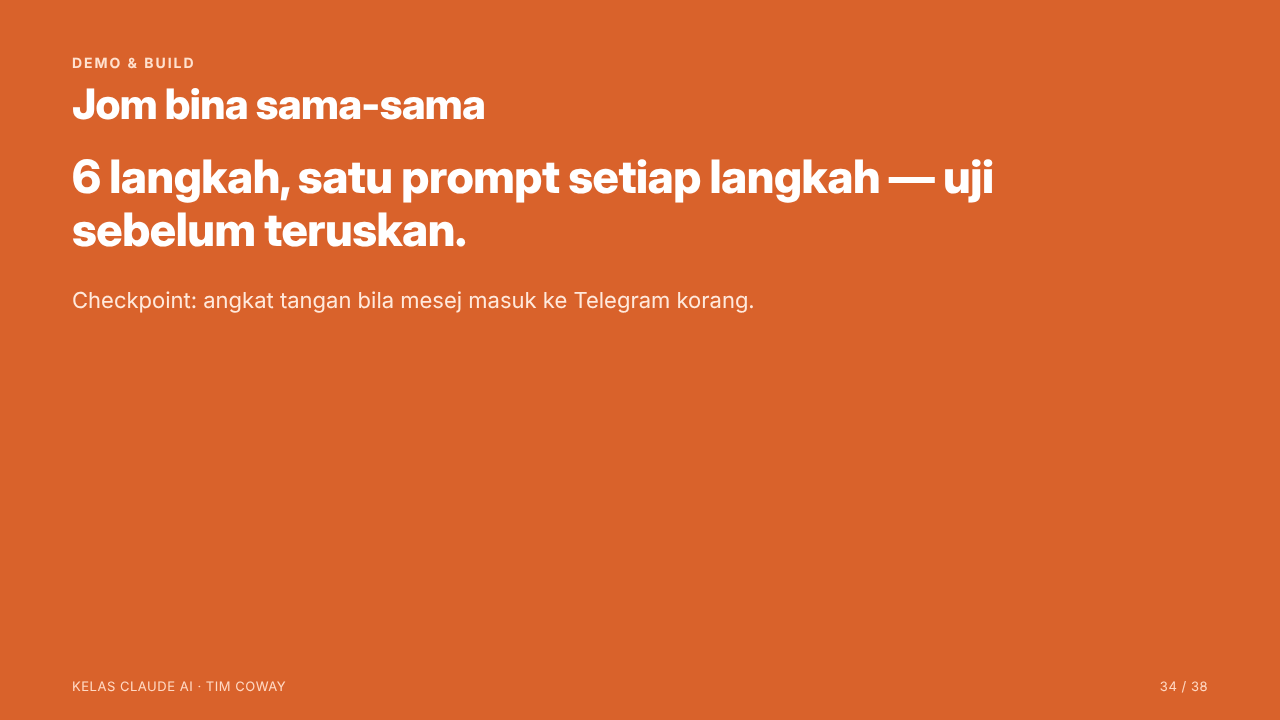 DEMO & BUILD
Jom bina sama-sama
6 langkah, satu prompt setiap langkah — uji
sebelum teruskan.
Checkpoint: angkat tangan bila mesej masuk ke Telegram korang.
KELAS CLAUDE AI · TIM COWAY
34 / 38